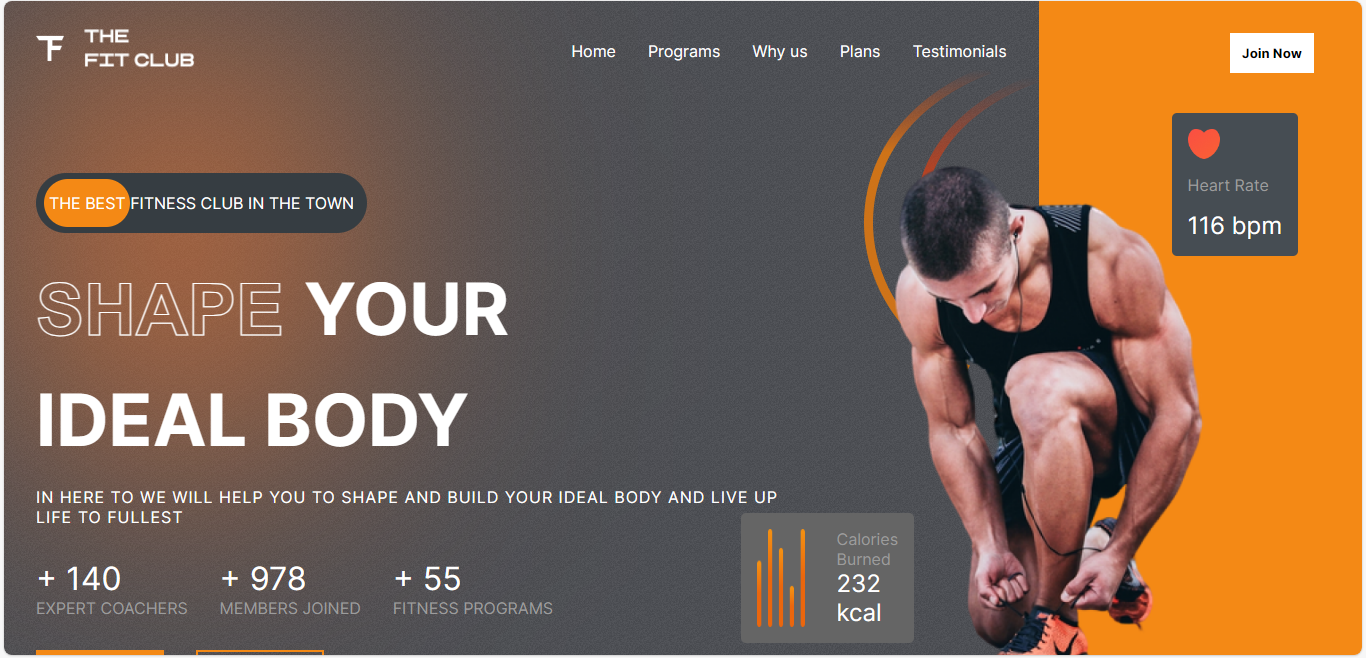 THE
FIT CLUB
Home
Programs
Why us
Plans
Testimonials
Join Now
Heart Rate
116 bpm
THE BEST FITNESS CLUB IN THE TOWN
SHAPE YOUR
IDEAL BODY
IN HERE TO WE WILL HELP YOU TO SHAPE AND BUILD YOUR IDEAL BODY AND LIVE UP
LIFE TO FULLEST
+ 140
EXPERT COACHERS
+ 978
MEMBERS JOINED
+ 55
FITNESS PROGRAMS
Calories
Burned
232
kcal